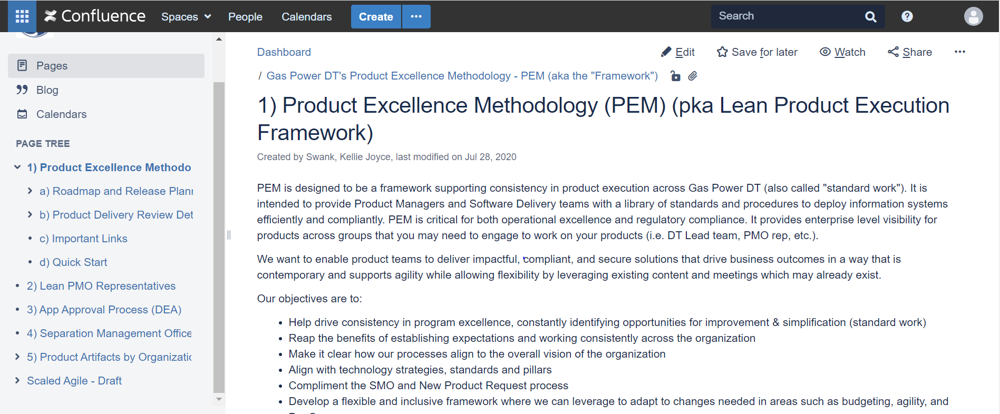 Confluence Spaces People Calendars Create ••• Search
Pages
Blog
Calendars
PAGE TREE
1) Product Excellence Methodo
a) Roadmap and Release Plan
b) Product Delivery Review Det
• c) Important Links
• d) Quick Start
• 2) Lean PMO Representatives
• 3) App Approval Process (DEA)
• 4) Separation Management Office
5) Product Artifacts by Organizatic
Scaled Agile - Draft
Dashboard Edit Save for later Watch Share •••
/ Gas Power DT's Product Excellence Methodology - PEM (aka the "Framework")
1) Product Excellence Methodology (PEM) (pka Lean Product Execution
Framework)
Created by Swank, Kellie Joyce, last modified on Jul 28, 2020
PEM is designed to be a framework supporting consistency in product execution across Gas Power DT (also called "standard work"). It is
intended to provide Product Managers and Software Delivery teams with a library of standards and procedures to deploy information systems
efficiently and compliantly. PEM is critical for both operational excellence and regulatory compliance. It provides enterprise level visibility for
products across groups that you may need to engage to work on your products (i.e. DT Lead team, PMO rep, etc.).
We want to enable product teams to deliver impactful, compliant, and secure solutions that drive business outcomes in a way that is
contemporary and supports agility while allowing flexibility by leveraging existing content and meetings which may already exist.
Our objectives are to:
• Help drive consistency in program excellence, constantly identifying opportunities for improvement & simplification (standard work)
• Reap the benefits of establishing expectations and working consistently across the organization
• Make it clear how our processes align to the overall vision of the organization
• Align with technology strategies, standards and pillars
• Compliment the SMO and New Product Request process
• Develop a flexible and inclusive framework where we can leverage to adapt to changes needed in areas such as budgeting, agility, and